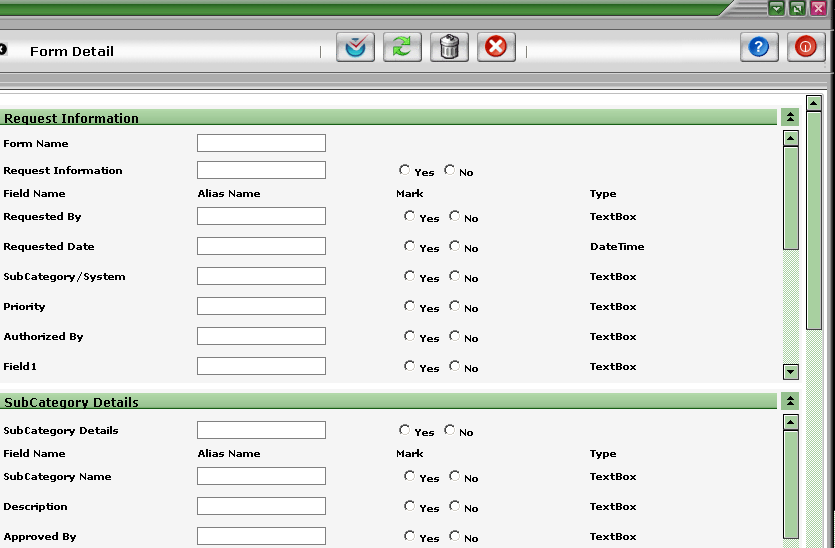 Form Detail
Request Information
Form Name
Request Information Yes No
Field Name Alias Name Mark Type
Requested By Yes No TextBox
Requested Date Yes No DateTime
SubCategory/System Yes No TextBox
Priority Yes No TextBox
Authorized By Yes No TextBox
Field1 Yes No TextBox
SubCategory Details
SubCategory Details Yes No
Field Name Alias Name Mark Type
SubCategory Name Yes No TextBox
Description Yes No TextBox
Approved By Yes No TextBox